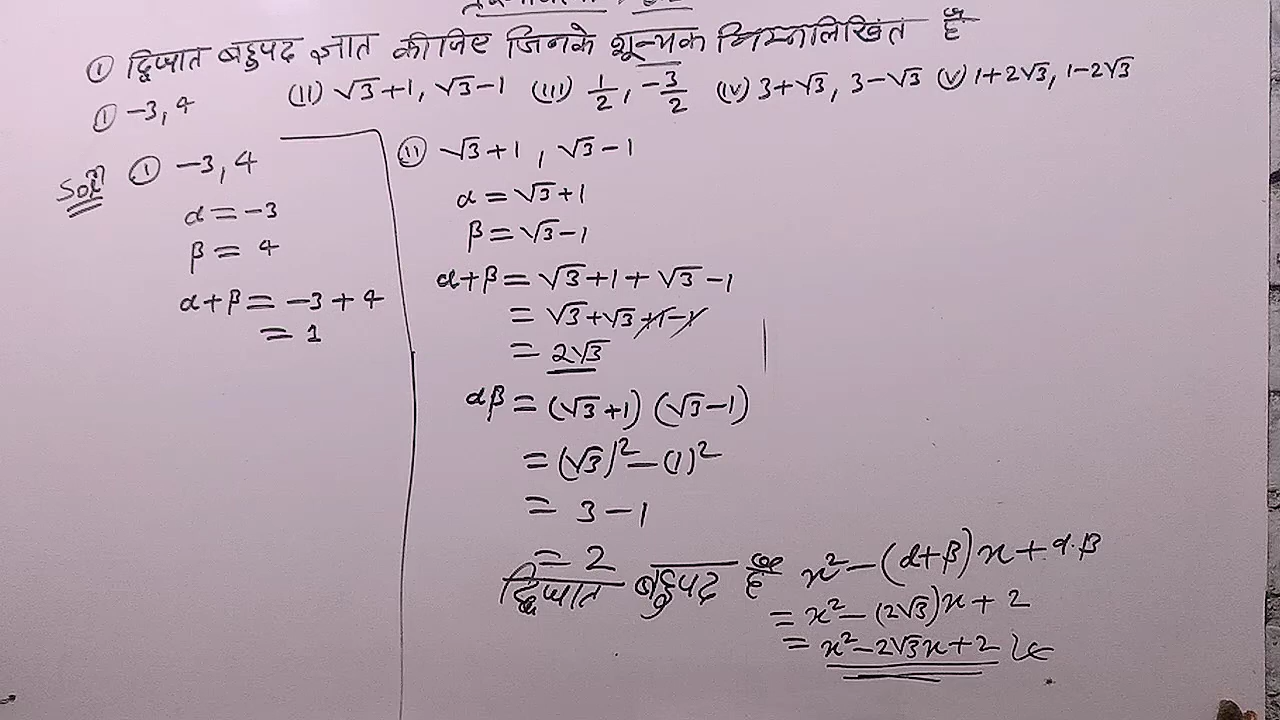 ① द्विघात बहुपद ज्ञात कीजिए जिनके शून्यक निम्नलिखित है
① -3, 4 (II) √3+1, √3-1 (III) 1/2, -3/2 (IV) 3+√3, 3-√3 (V) 1+2√3, 1-2√3
Solⁿ ① -3, 4
α = -3
β = 4
α+β = -3+4
= 1
(II) √3+1, √3-1
α = √3+1
β = √3-1
α+β = √3+1+√3-1
= √3+√3+1-1
= 2√3
αβ = (√3+1)(√3-1)
= (√3)²-(1)²
= 3-1
= 2
द्विघात बहुपद है x²-(α+β)x+α.β
= x²-(2√3)x+2
= x²-2√3x+2